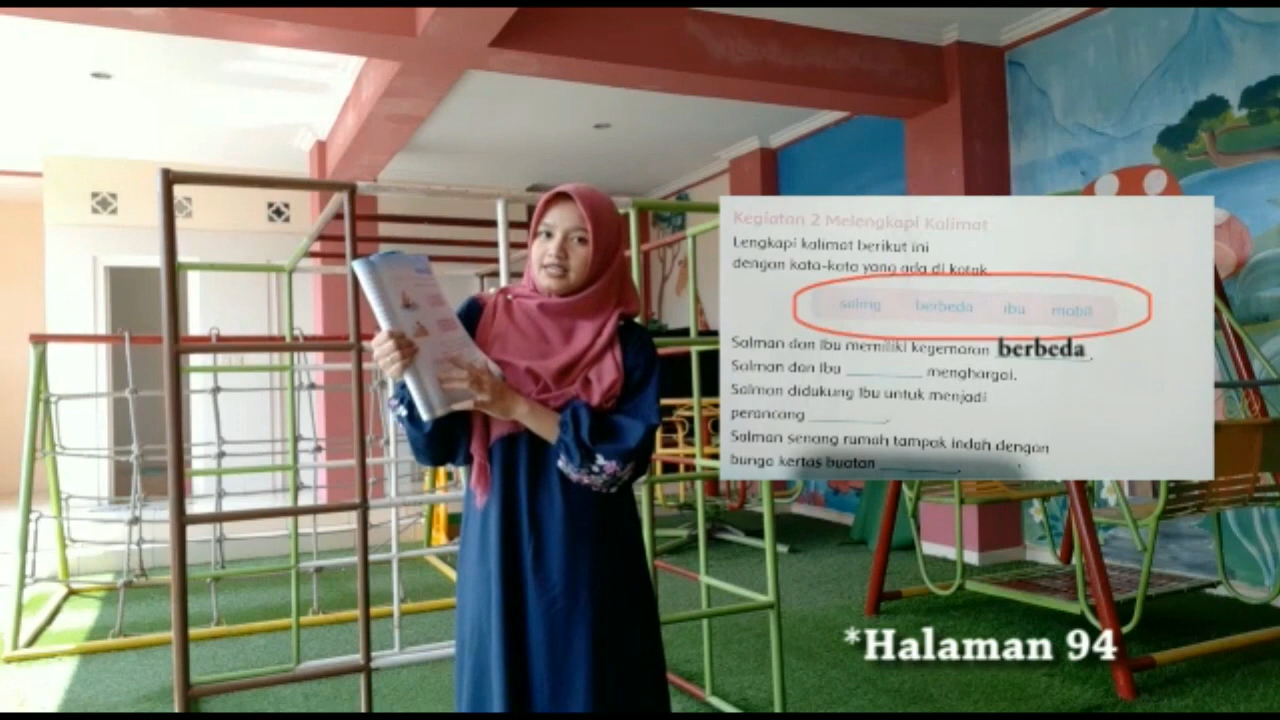 Kegiatan 2 Melengkapi Kalimat
Lengkapi kalimat berikut ini
dengan kata-kata yang ada di kotak
saling berbeda ibu mobil
Salman dan Ibu memiliki kegemaran berbeda.
Salman dan Ibu __________ menghargai.
Salman didukung Ibu untuk menjadi
perancang __________.
Salman senang rumah tampak indah dengan
bunga kertas buatan __________.
*Halaman 94